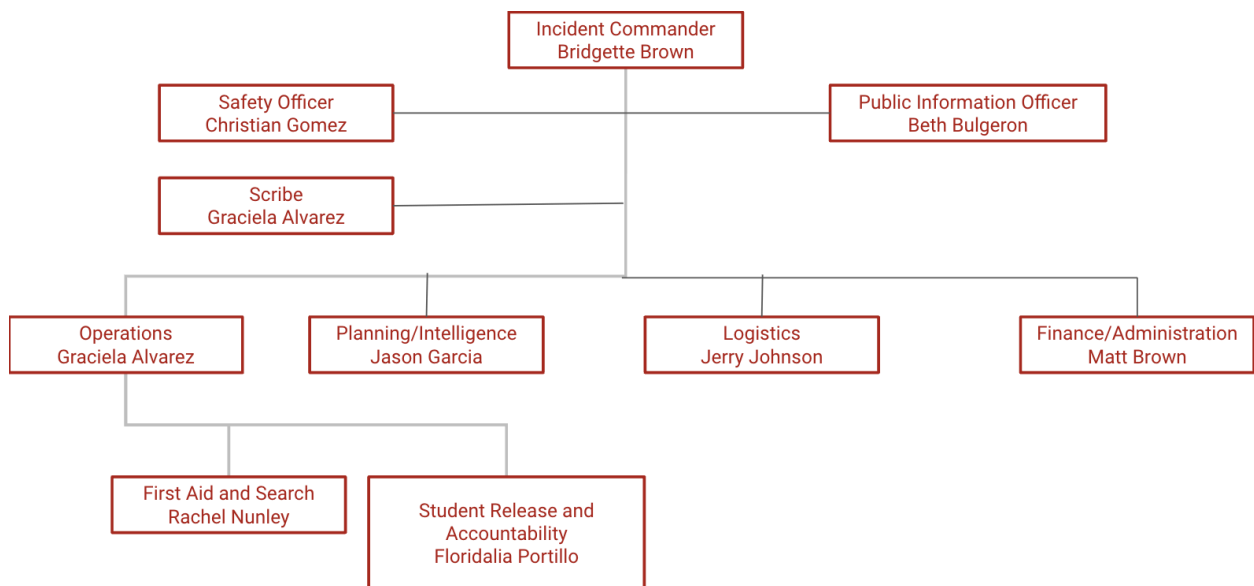 Incident Commander
Bridgette Brown
Safety Officer
Christian Gomez
Public Information Officer
Beth Bulgeron
Scribe
Graciela Alvarez
Operations
Graciela Alvarez
Planning/Intelligence
Jason Garcia
Logistics
Jerry Johnson
Finance/Administration
Matt Brown
First Aid and Search
Rachel Nunley
Student Release and
Accountability
Floridalia Portillo